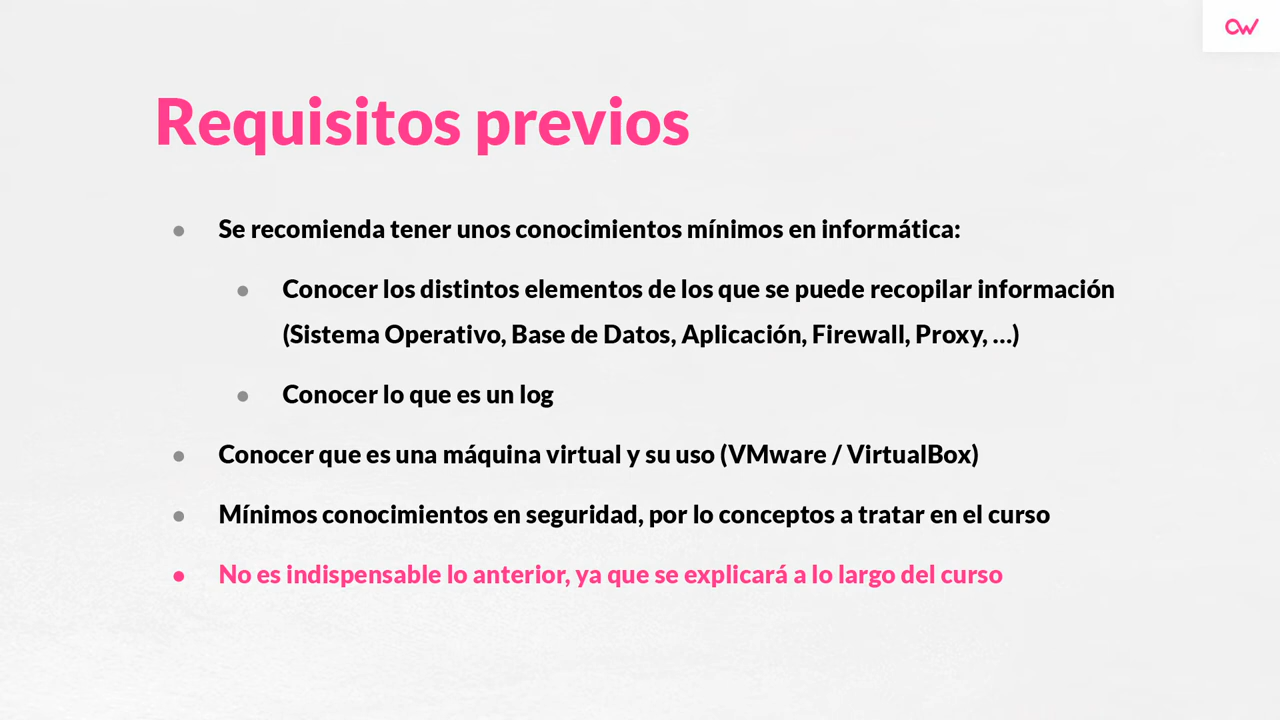 Requisitos previos
Se recomienda tener unos conocimientos mínimos en informática:
Conocer los distintos elementos de los que se puede recopilar información
(Sistema Operativo, Base de Datos, Aplicación, Firewall, Proxy, ...)
Conocer lo que es un log
Conocer que es una máquina virtual y su uso (VMware / VirtualBox)
Mínimos conocimientos en seguridad, por lo conceptos a tratar en el curso
No es indispensable lo anterior, ya que se explicará a lo largo del curso